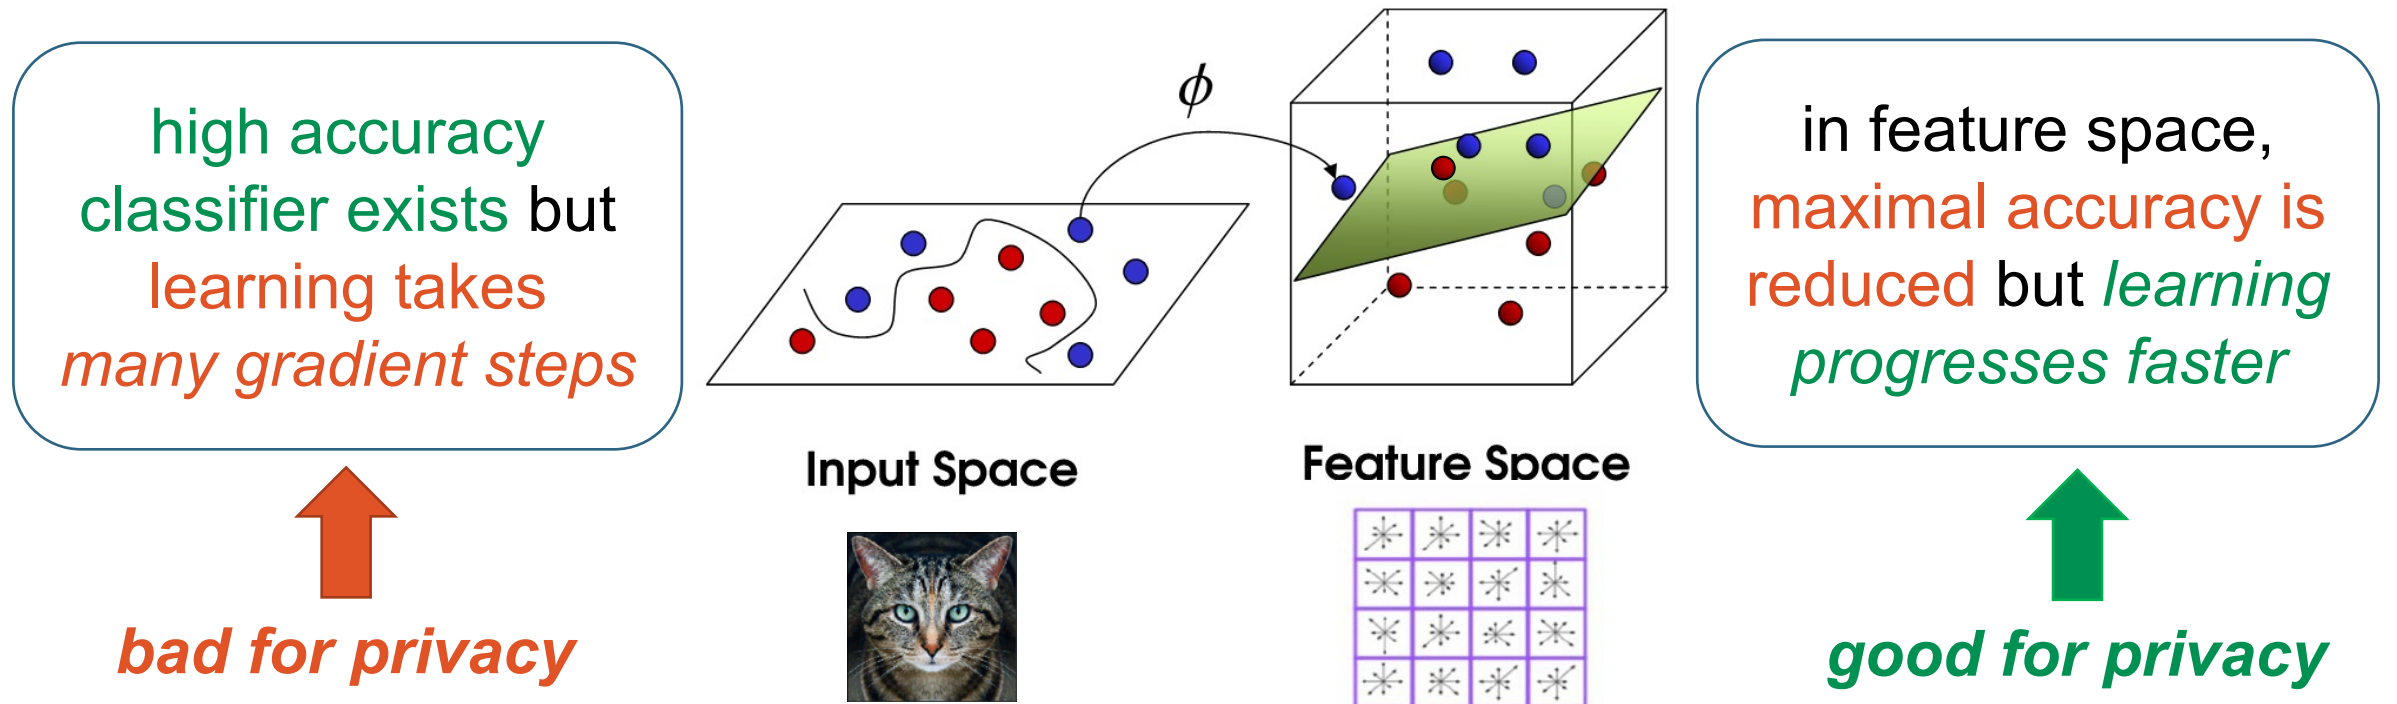 high accuracy
classifier exists but
learning takes
many gradient steps
bad for privacy
ϕ
Input Space
Feature Space
in feature space,
maximal accuracy is
reduced but learning
progresses faster
good for privacy